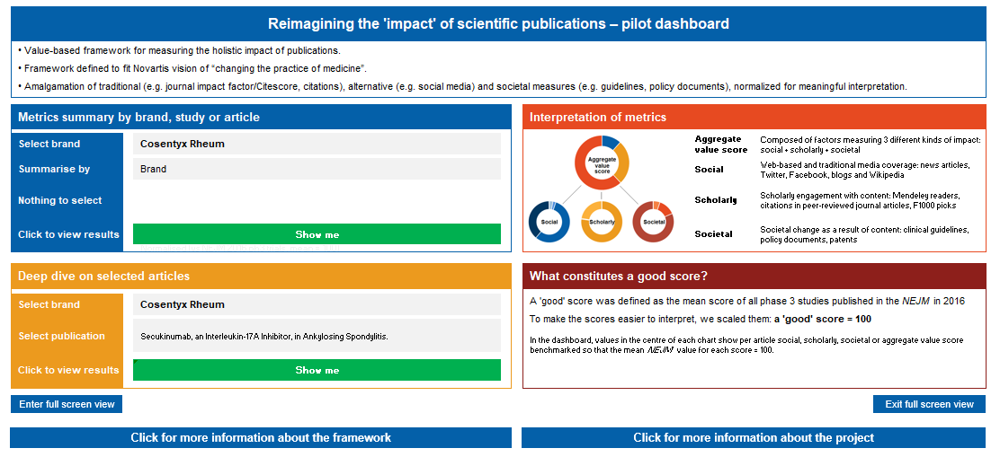 Reimagining the 'impact' of scientific publications – pilot dashboard
• Value-based framework for measuring the holistic impact of publications.
• Framework defined to fit Novartis vision of “changing the practice of medicine”.
• Amalgamation of traditional (e.g. journal impact factor/Citescore, citations), alternative (e.g. social media) and societal measures (e.g. guidelines, policy documents), normalized for meaningful interpretation.
Metrics summary by brand, study or article
Select brand
Cosentyx Rheum
Summarise by
Brand
Nothing to select
Click to view results
Show me
Interpretation of metrics
Aggregate
value
score
Social
Scholarly
Societal
Aggregate
value score
Composed of factors measuring 3 different kinds of impact:
social + scholarly + societal
Social
Web-based and traditional media coverage: news articles,
Twitter, Facebook, blogs and Wikipedia
Scholarly
Scholarly engagement with content: Mendeley readers,
citations in peer-reviewed journal articles, F1000 picks
Societal
Societal change as a result of content: clinical guidelines,
policy documents, patents
Deep dive on selected articles
Select brand
Cosentyx Rheum
Select publication
Secukinumab, an Interleukin-17A Inhibitor, in Ankylosing Spondylitis.
Click to view results
Show me
What constitutes a good score?
A 'good' score was defined as the mean score of all phase 3 studies published in the NEJM in 2016
To make the scores easier to interpret, we scaled them: a 'good' score = 100
In the dashboard, values in the centre of each chart show per article social, scholarly, societal or aggregate value score
benchmarked so that the mean NEJM value for each score = 100.
Enter full screen view
Exit full screen view
Click for more information about the framework
Click for more information about the project